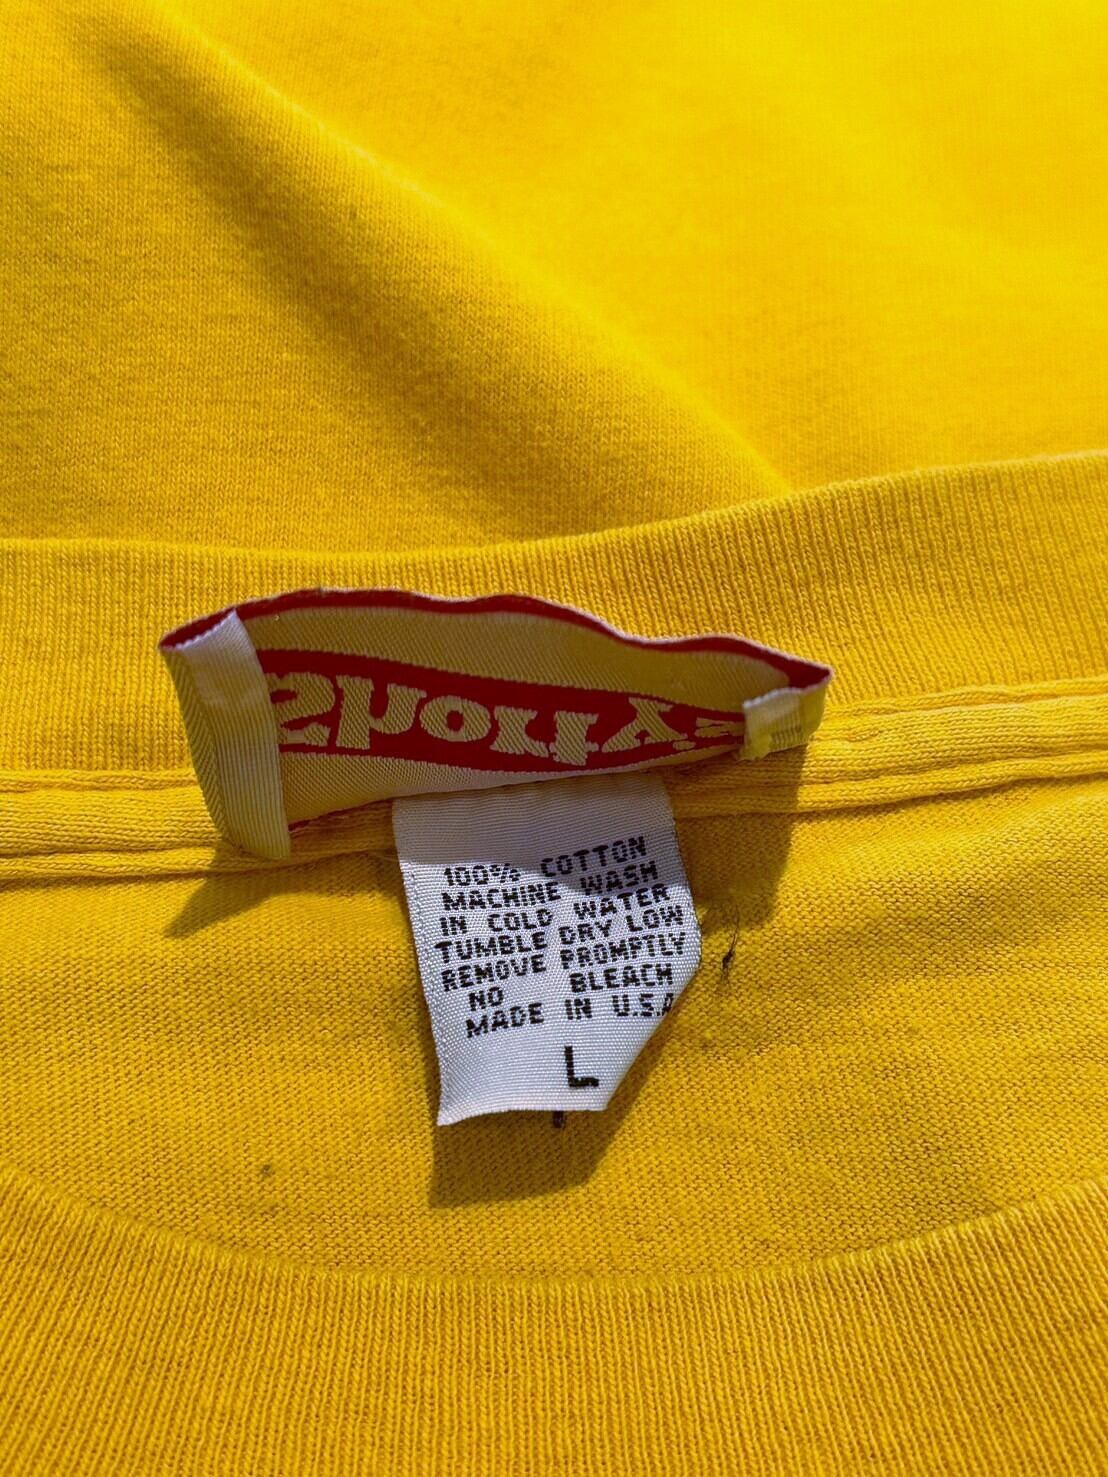 100% COTTON
MACHINE WASH
IN COLD WATER
TUMBLE DRY LOW
REMOVE PROMPTLY
NO BLEACH
MADE IN U.S.A
L